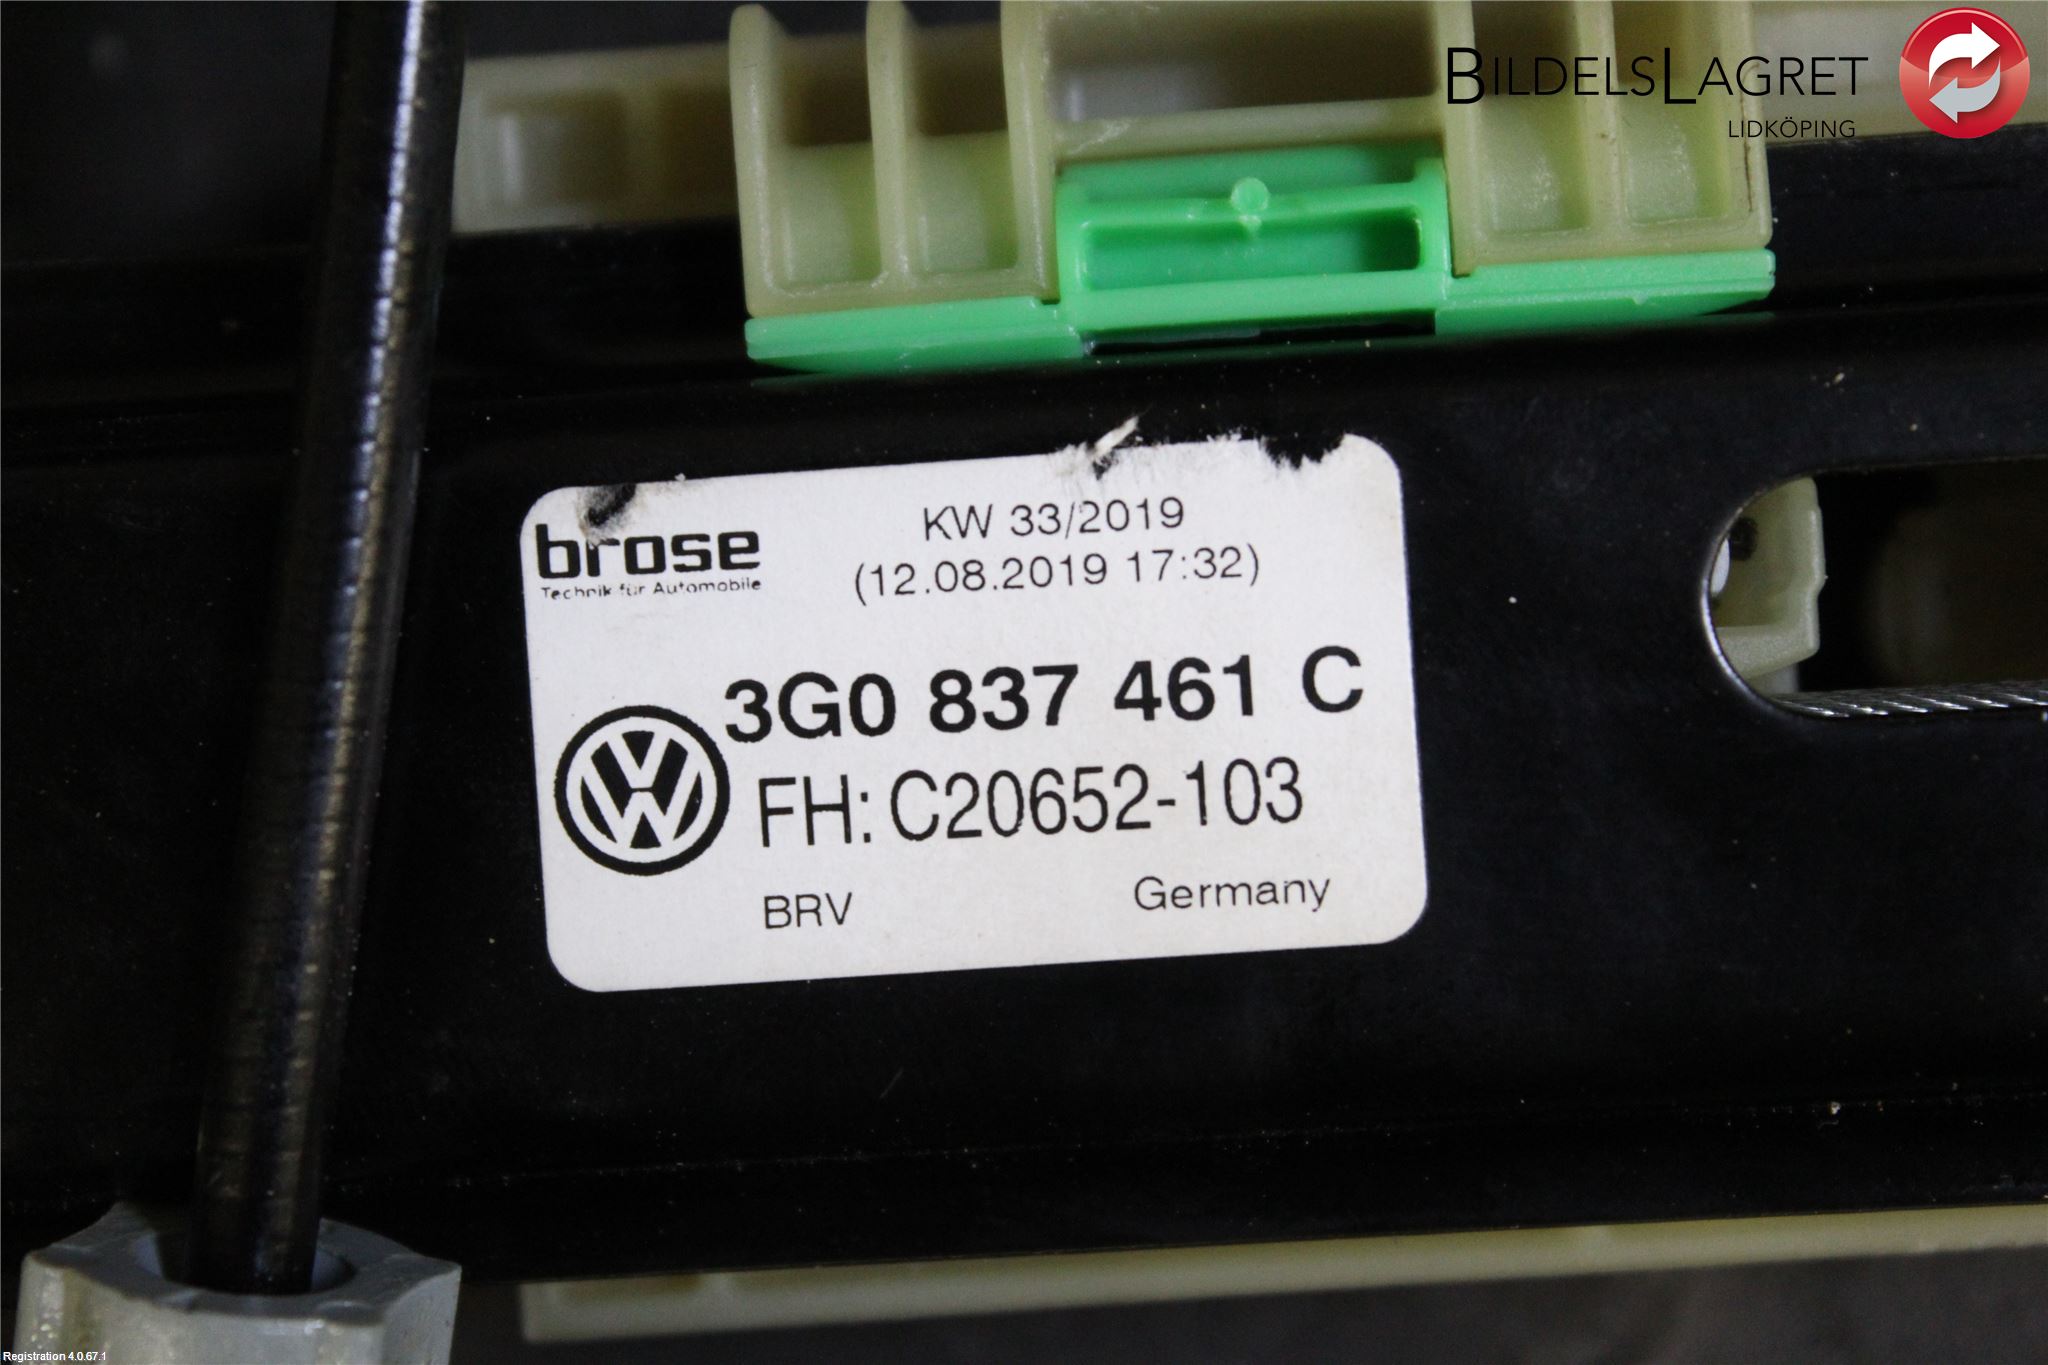 BILDELSLAGRET
LIDKÖPING
brose
Technik für Automobile
KW 33/2019
(12.08.2019 17:32)
3G0 837 461 C
FH: C20652-103
BRV
Germany
Registration 4.0.67.1